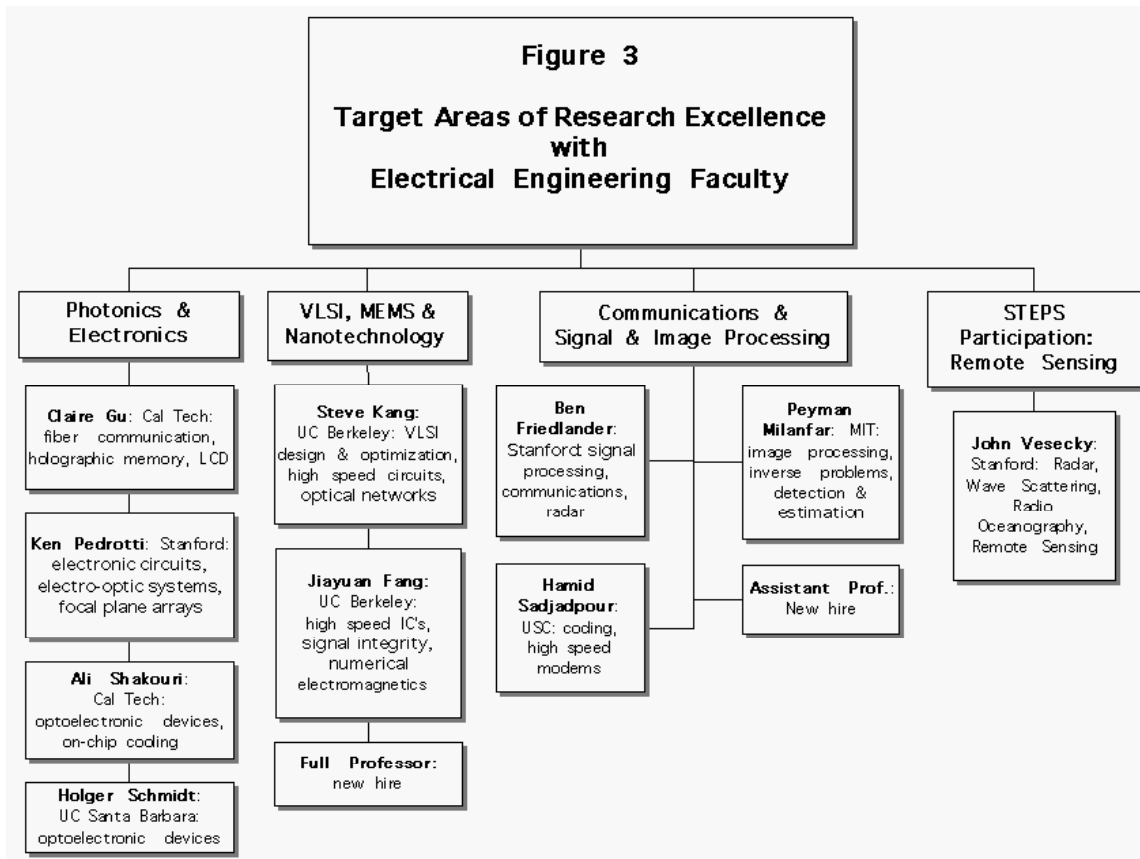 Figure 3
Target Areas of Research Excellence
with
Electrical Engineering Faculty
Photonics &
Electronics
Claire Gu: Cal Tech:
fiber communication,
holographic memory, LCD
Ken Pedrotti: Stanford:
electronic circuits,
electro-optic systems,
focal plane arrays
Ali Shakouri:
Cal Tech:
optoelectronic devices,
on-chip cooling
Holger Schmidt:
UC Santa Barbara:
optoelectronic devices
VLSI, MEMS &
Nanotechnology
Steve Kang:
UC Berkeley: VLSI
design & optimization,
high speed circuits,
optical networks
Jiayuan Fang:
UC Berkeley:
high speed IC's,
signal integrity,
numerical
electromagnetics
Full Professor:
new hire
Communications &
Signal & Image Processing
Ben
Friedlander:
Stanford: signal
processing,
communications,
radar
Peyman
Milanfar: MIT:
image processing,
inverse problems,
detection &
estimation
Hamid
Sadjadpour:
USC: coding,
high speed
modems
Assistant Prof.:
New hire
STEPS
Participation:
Remote Sensing
John Vesecky:
Stanford: Radar,
Wave Scattering,
Radio
Oceanography,
Remote Sensing